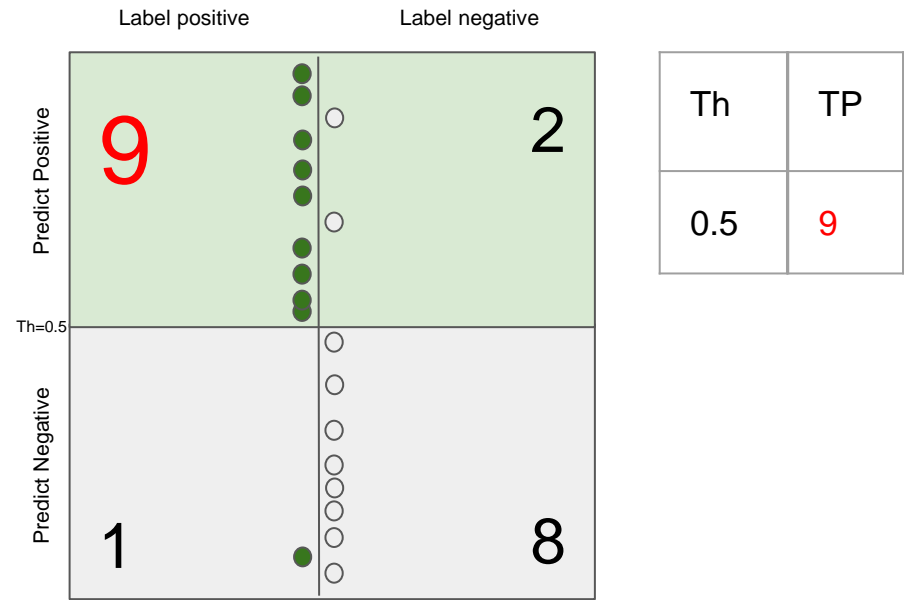 Label positive
Label negative
Predict Positive
9
2
Th
TP
0.5
9
Th=0.5
Predict Negative
1
8